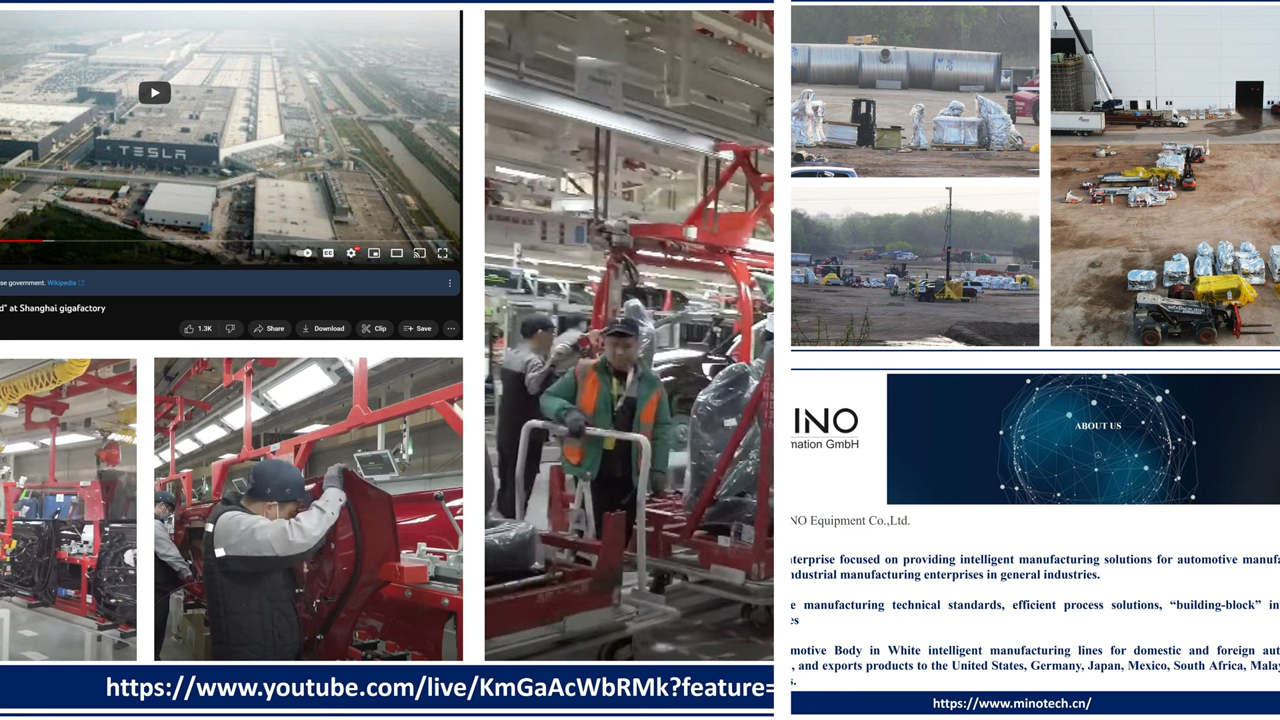 TESLA
se government. Wikipedia
d" at Shanghai gigafactory
1.3K
Share
Download
Clip
Save
https://www.youtube.com/live/KmGaAcWbRMk?feature=
INO
mation GmbH
ABOUT US
NO Equipment Co.,Ltd.
nterprise focused on providing intelligent manufacturing solutions for automotive manufa
ndustrial manufacturing enterprises in general industries.
e manufacturing technical standards, efficient process solutions, “building-block” in
es
motive Body in White intelligent manufacturing lines for domestic and foreign aut
, and exports products to the United States, Germany, Japan, Mexico, South Africa, Malay
s.
https://www.minotech.cn/